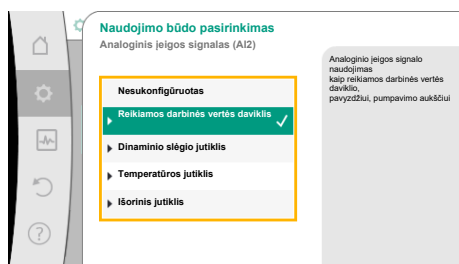 Naudojimo būdo pasirinkimas
Analoginis įeigos signalas (AI2)
Nesukonfigūruotas
Reikiamos darbinės vertės daviklis
Dinaminio slėgio jutiklis
Temperatūros jutiklis
Išorinis jutiklis
Analoginio įeigos signalo
naudojimas
kaip reikiamos darbinės vertės
daviklio,
pavyzdžiui, pumpavimo aukščiui